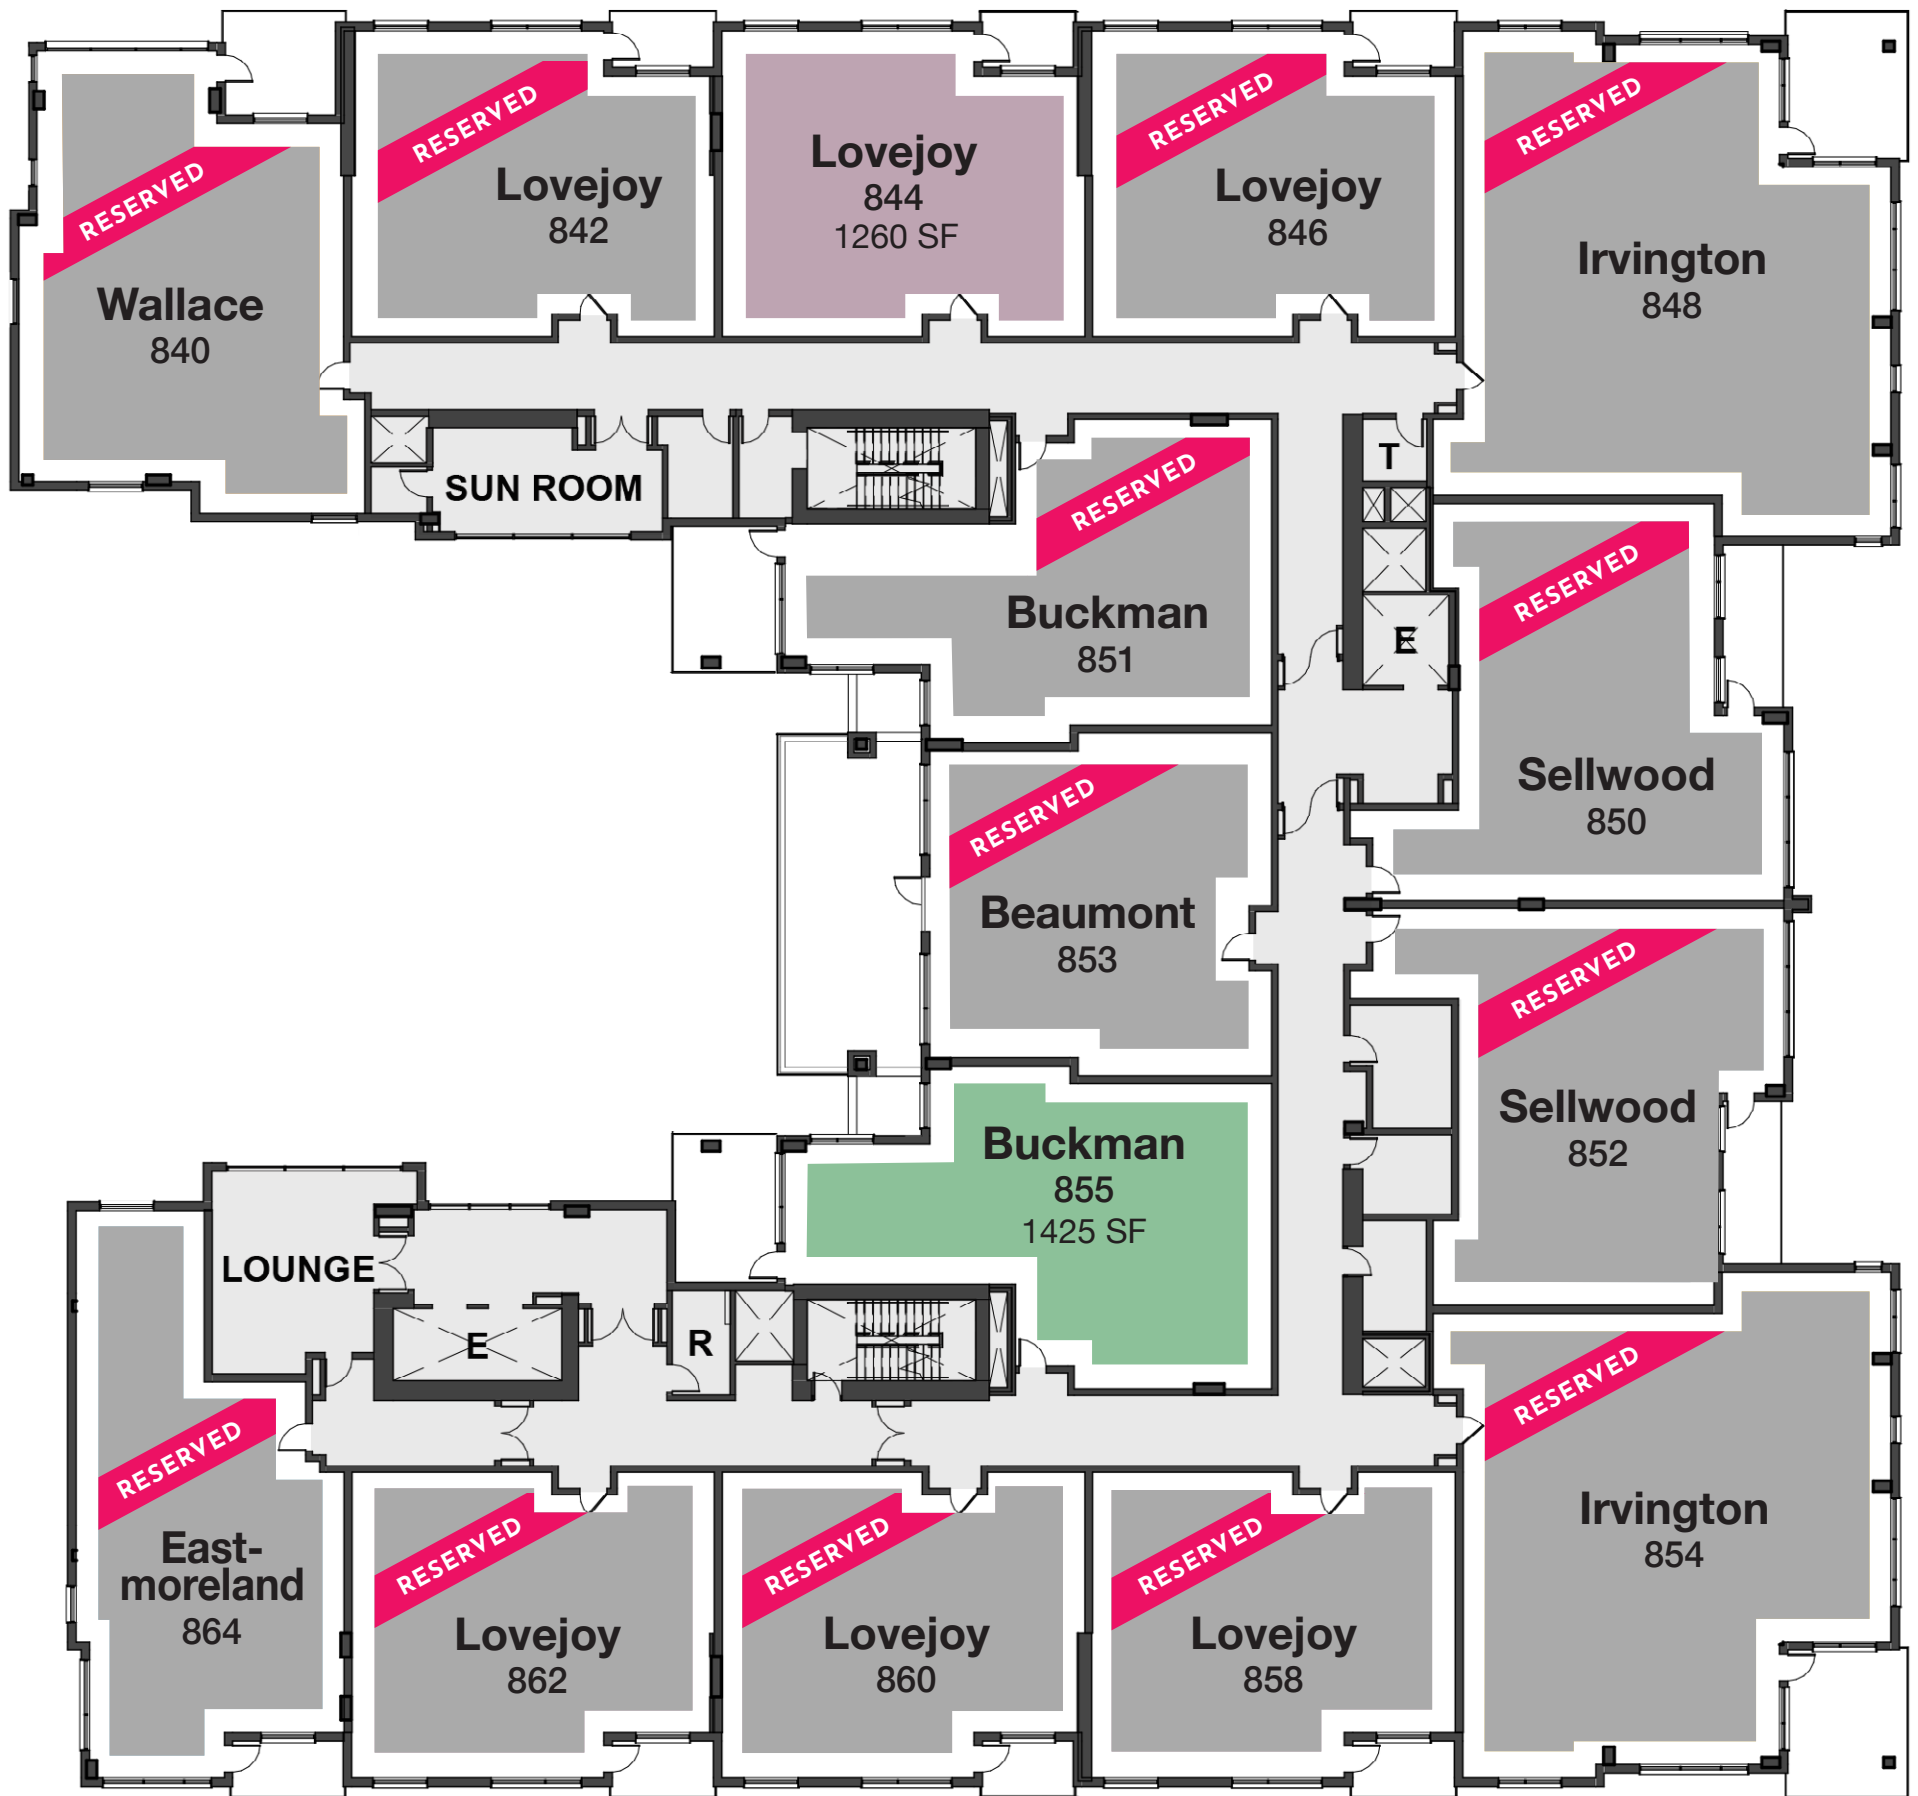 RESERVED
Wallace
840
RESERVED
Lovejoy
842
Lovejoy
844
1260 SF
RESERVED
Lovejoy
846
RESERVED
Irvington
848
SUN ROOM
T
RESERVED
Buckman
851
E
RESERVED
Sellwood
850
RESERVED
Beaumont
853
RESERVED
Sellwood
852
Buckman
855
1425 SF
LOUNGE
E
R
RESERVED
East-
moreland
864
RESERVED
Lovejoy
862
RESERVED
Lovejoy
860
RESERVED
Lovejoy
858
RESERVED
Irvington
854